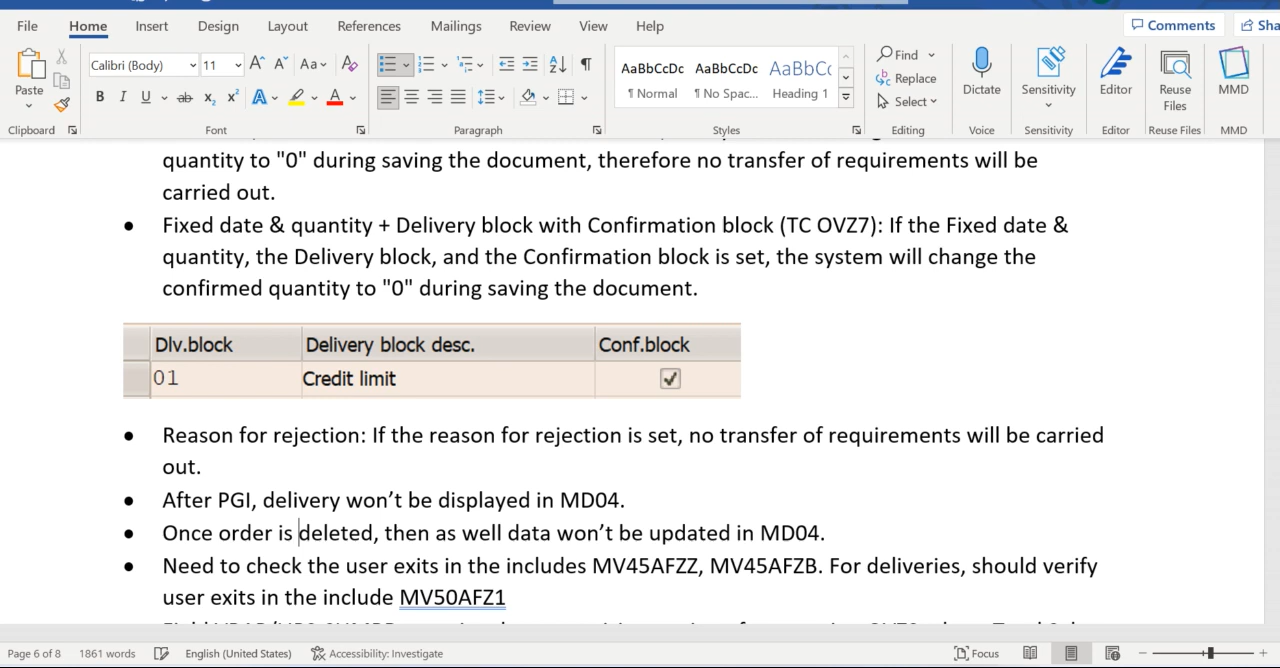 File Home Insert Design Layout References Mailings Review View Help Comments Sha
Calibri (Body) 11 Aa Find
AaBbCcDc AaBbCcDc AaBbCc
Paste Replace Dictate Sensitivity Editor Reuse Files MMD
B I U ab x₂ x² A A ¶ Normal ¶ No Spac... Heading 1 Select
Clipboard Font Paragraph Styles Editing Voice Sensitivity Editor Reuse Files MMD
quantity to "0" during saving the document, therefore no transfer of requirements will be
carried out.
● Fixed date & quantity + Delivery block with Confirmation block (TC OVZ7): If the Fixed date &
quantity, the Delivery block, and the Confirmation block is set, the system will change the
confirmed quantity to "0" during saving the document.
Dlv.block Delivery block desc. Conf.block
01 Credit limit
● Reason for rejection: If the reason for rejection is set, no transfer of requirements will be carried
out.
● After PGI, delivery won’t be displayed in MD04.
● Once order is deleted, then as well data won’t be updated in MD04.
● Need to check the user exits in the includes MV45AFZZ, MV45AFZB. For deliveries, should verify
user exits in the include MV50AFZ1
Page 6 of 8 1861 words English (United States) Accessibility: Investigate Focus